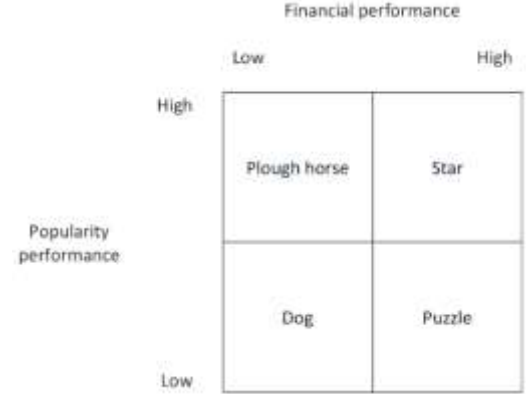 Financial performance
Low
High
High
Plough horse
Star
Popularity
performance
Dog
Puzzle
Low